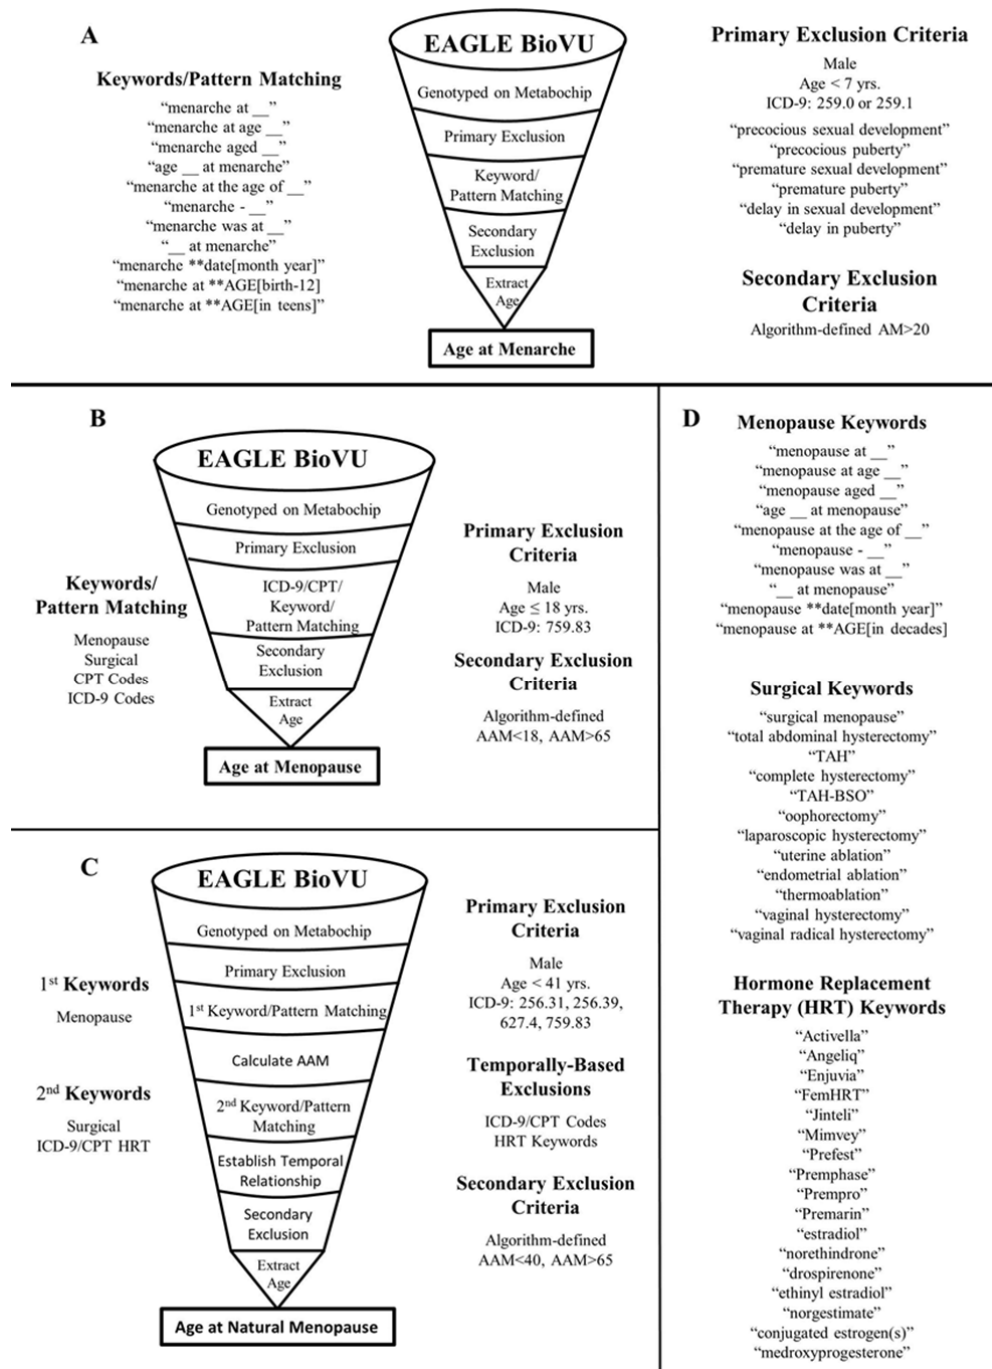 A
Keywords/Pattern Matching
“menarche at __”
“menarche at age __”
“menarche aged __”
“age __ at menarche”
“menarche at the age of __”
“menarche - __”
“menarche was at __”
“__ at menarche”
“menarche **date[month year]”
“menarche at **AGE[birth-12]
“menarche at **AGE[in teens]”
EAGLE BioVU
Genotyped on Metabochip
Primary Exclusion
Keyword/
Pattern Matching
Secondary
Exclusion
Extract
Age
Age at Menarche
Primary Exclusion Criteria
Male
Age < 7 yrs.
ICD-9: 259.0 or 259.1
“precocious sexual development”
“precocious puberty”
“premature sexual development”
“premature puberty”
“delay in sexual development”
“delay in puberty”
Secondary Exclusion
Criteria
Algorithm-defined AM>20
B
Keywords/
Pattern Matching
Menopause
Surgical
CPT Codes
ICD-9 Codes
EAGLE BioVU
Genotyped on Metabochip
Primary Exclusion
ICD-9/CPT/
Keyword/
Pattern Matching
Secondary
Exclusion
Extract
Age
Age at Menopause
Primary Exclusion
Criteria
Male
Age ≤ 18 yrs.
ICD-9: 759.83
Secondary Exclusion
Criteria
Algorithm-defined
AAM<18, AAM>65
C
1st Keywords
Menopause
2nd Keywords
Surgical
ICD-9/CPT HRT
EAGLE BioVU
Genotyped on Metabochip
Primary Exclusion
1st Keyword/Pattern Matching
Calculate AAM
2nd Keyword/Pattern
Matching
Establish Temporal
Relationship
Secondary
Exclusion
Extract
Age
Age at Natural Menopause
Primary Exclusion
Criteria
Male
Age < 41 yrs.
ICD-9: 256.31, 256.39,
627.4, 759.83
Temporally-Based
Exclusions
ICD-9/CPT Codes
HRT Keywords
Secondary Exclusion
Criteria
Algorithm-defined
AAM<40, AAM>65
D
Menopause Keywords
“menopause at __”
“menopause at age __”
“menopause aged __”
“age __ at menopause”
“menopause at the age of __”
“menopause - __”
“menopause was at __”
“__ at menopause”
“menopause **date[month year]”
“menopause at **AGE[in decades]
Surgical Keywords
“surgical menopause”
“total abdominal hysterectomy”
“TAH”
“complete hysterectomy”
“TAH-BSO”
“oophorectomy”
“laparoscopic hysterectomy”
“uterine ablation”
“endometrial ablation”
“thermoablation”
“vaginal hysterectomy”
“vaginal radical hysterectomy”
Hormone Replacement
Therapy (HRT) Keywords
“Activella”
“Angeliq”
“Enjuvia”
“FemHRT”
“Jinteli”
“Mimvey”
“Prefest”
“Premphase”
“Prempro”
“Premarin”
“estradiol”
“norethindrone”
“drospirenone”
“ethinyl estradiol”
“norgestimate”
“conjugated estrogen(s)”
“medroxyprogesterone”